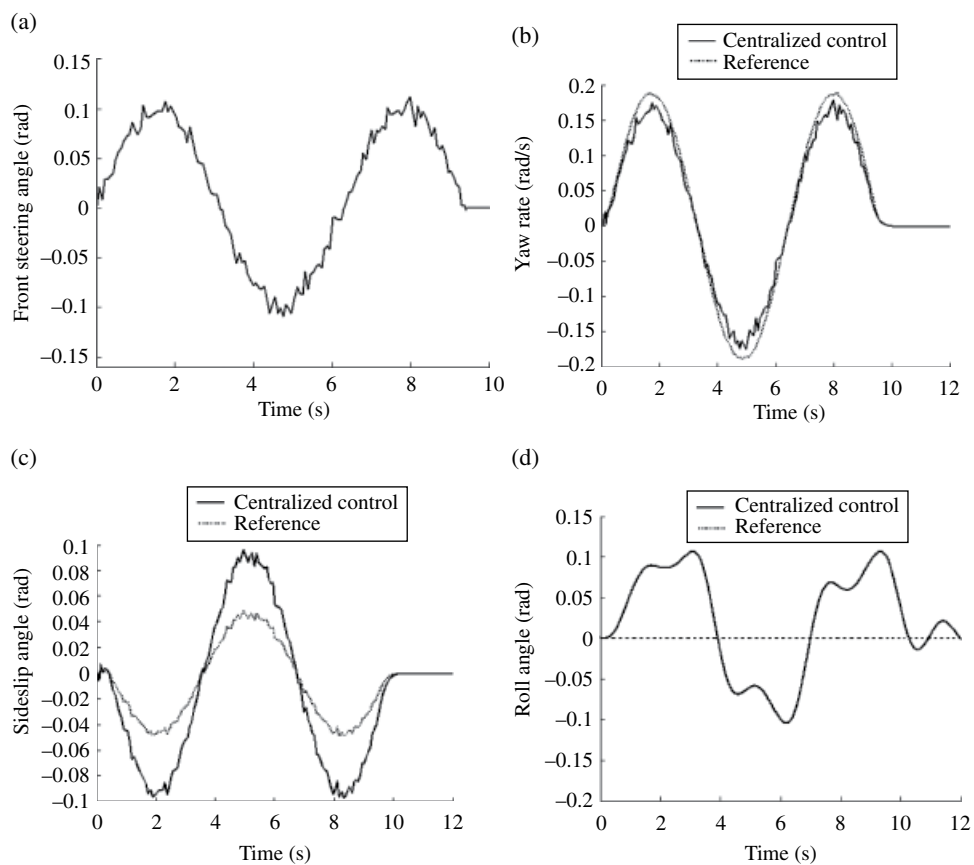 (a)
0.15
0.1
0.05
0
–0.05
–0.1
–0.15
Front steering angle (rad)
0 2 4 6 8 10
Time (s)
(b)
Centralized control
Reference
0.2
0.15
0.1
0.05
0
–0.05
–0.1
–0.15
–0.2
Yaw rate (rad/s)
0 2 4 6 8 10 12
Time (s)
(c)
Centralized control
Reference
0.1
0.08
0.06
0.04
0.02
0
–0.02
–0.04
–0.06
–0.08
–0.1
Sideslip angle (rad)
0 2 4 6 8 10 12
Time (s)
(d)
Centralized control
Reference
0.15
0.1
0.05
0
–0.05
–0.1
–0.15
–0.2
Roll angle (rad)
0 2 4 6 8 10 12
Time (s)